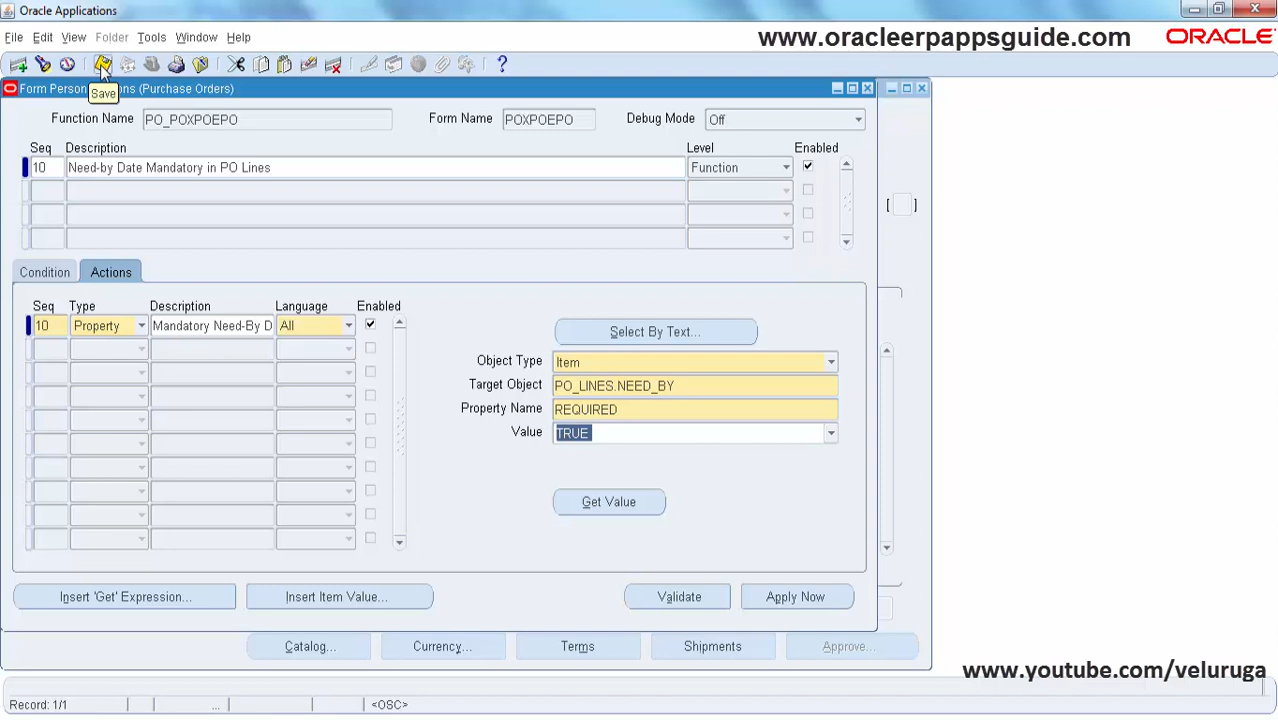 Oracle Applications
File Edit View Folder Tools Window Help
www.oracleerpappsguide.com
ORACLE
Form Person ons (Purchase Orders)
Save
Function Name PO_POXPOEPO Form Name POXPOEPO Debug Mode Off
Seq Description Level Enabled
10 Need-by Date Mandatory in PO Lines Function
[ ]
Condition Actions
Seq Type Description Language Enabled
10 Property Mandatory Need-By D All
Select By Text...
Object Type Item
Target Object PO_LINES.NEED_BY
Property Name REQUIRED
Value TRUE
Get Value
Insert 'Get' Expression... Insert Item Value... Validate Apply Now
Catalog... Currency... Terms Shipments Approve...
www.youtube.com/veluruga
Record: 1/1 ... <OSC>